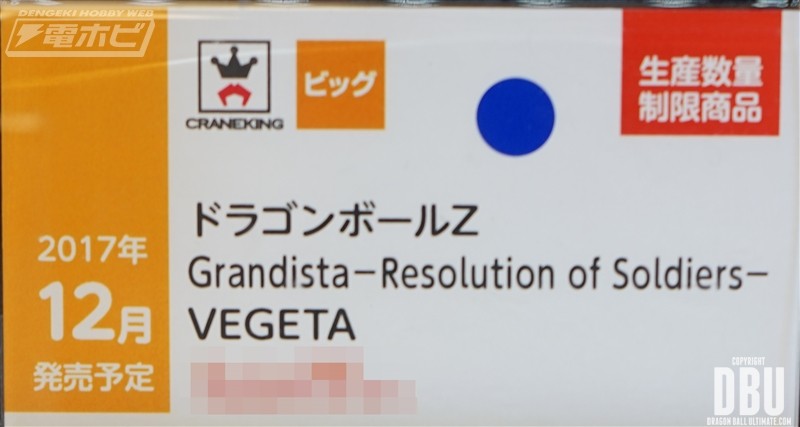 DENGEKI HOBBY WEB
電ホビ
CRANEKING
ビッグ
生産数量
制限商品
2017年
12月
発売予定
ドラゴンボールZ
Grandista−Resolution of Soldiers−
VEGETA
COPYRIGHT
DBU
DRAGON BALL ULTIMATE.COM